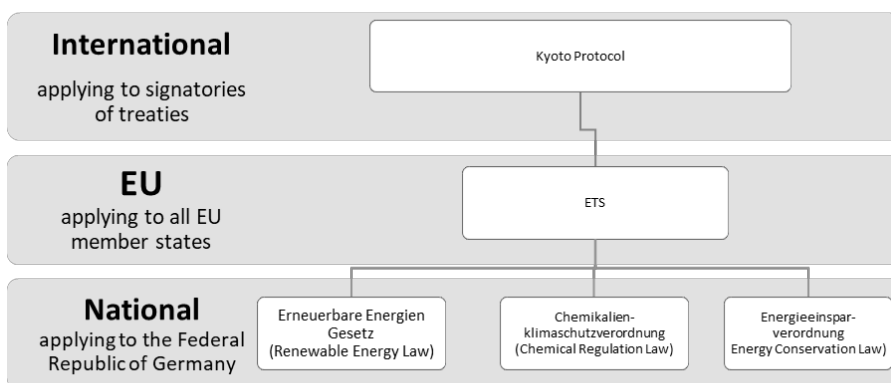 International
applying to signatories
of treaties
Kyoto Protocol
EU
applying to all EU
member states
ETS
National
applying to the Federal
Republic of Germany
Erneuerbare Energien
Gesetz
(Renewable Energy Law)
Chemikalien-
klimaschutzverordnung
(Chemical Regulation Law)
Energieeinspar-
verordnung
Energy Conservation Law)